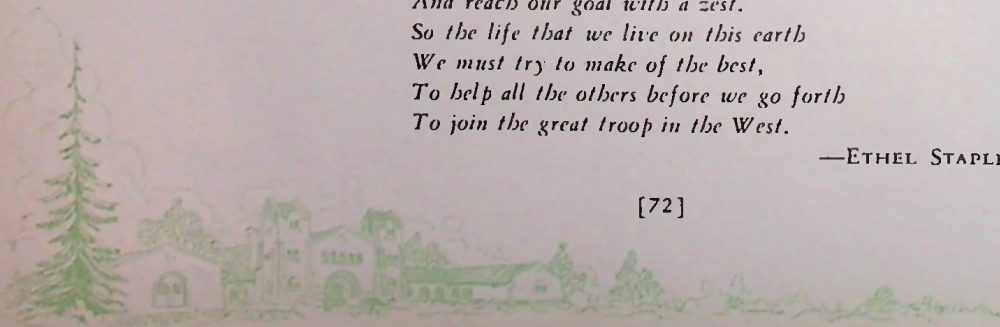 And reach our goal with a zest.
So the life that we live on this earth
We must try to make of the best,
To help all the others before we go forth
To join the great troop in the West.
—ETHEL
[72]